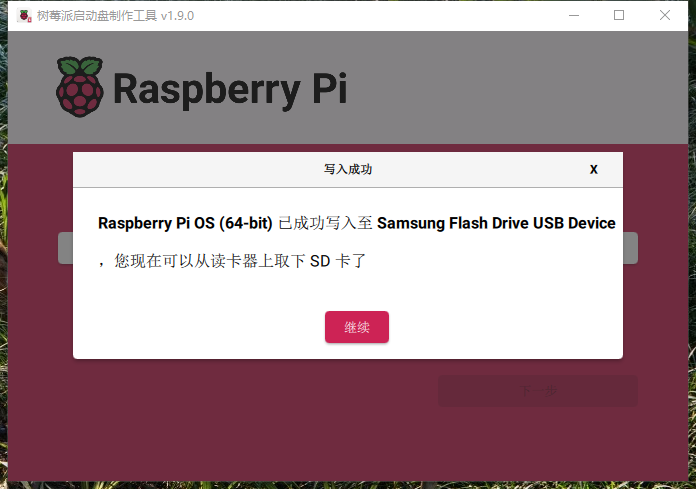 树莓派启动盘制作工具 v1.9.0
Raspberry Pi
写入成功
X
Raspberry Pi OS (64-bit) 已成功写入至 Samsung Flash Drive USB Device
，您现在可以从读卡器上取下 SD 卡了
继续
下一步